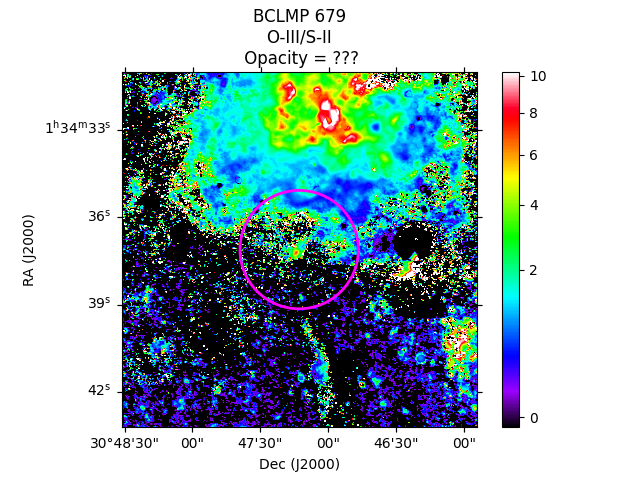 BCLMP 679
O-III/S-II
Opacity = ???
1ʰ34ᵐ33ˢ
36ˢ
39ˢ
42ˢ
RA (J2000)
30°48'30" 00" 47'30" 00" 46'30" 00"
Dec (J2000)
10
8
6
4
2
0